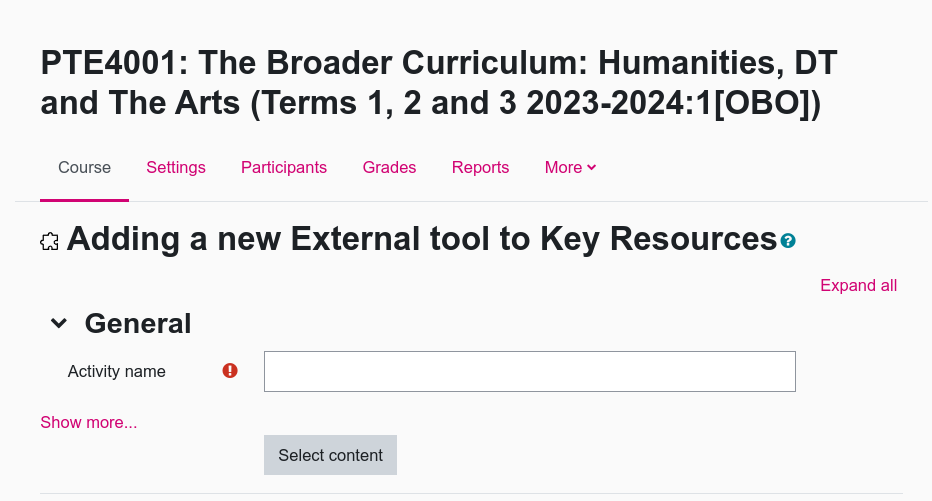 PTE4001: The Broader Curriculum: Humanities, DT
and The Arts (Terms 1, 2 and 3 2023-2024:1[OBO])
Course Settings Participants Grades Reports More
Adding a new External tool to Key Resources ?
Expand all
General
Activity name !
Show more...
Select content